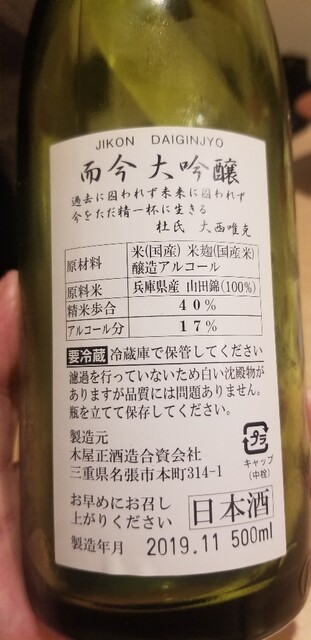 JIKON DAIGINJYO
而今 大吟醸
過去に囚われず未来に囚われず
今をただ精一杯に生きる
杜氏 大西唯克
原材料 米(国産) 米麹(国産米)
醸造アルコール
原料米 兵庫県産 山田錦(100%)
精米歩合 40%
アルコール分 17%
要冷蔵 冷蔵庫で保管してください
濾過を行っていないため白い沈殿物が
ありますが品質には問題ありません。
瓶を立てて保存してください。
製造元
木屋正酒造合資会社
三重県名張市本町314-1
プラ
キャップ
(中栓)
お早めにお召し
上がりください
日本酒
製造年月 2019.11 500ml